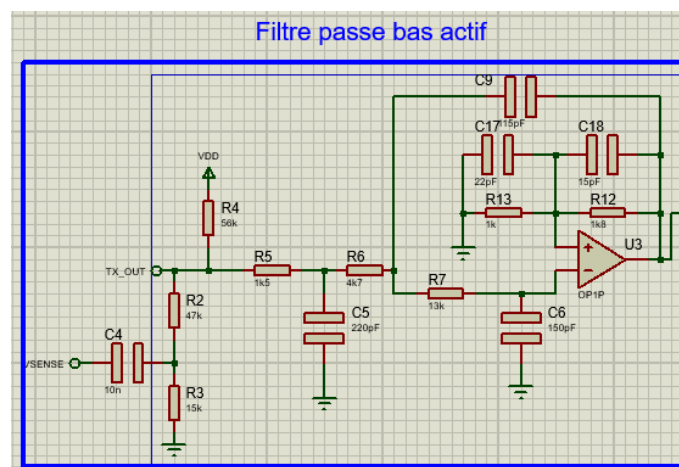 Filtre passe bas actif
C9
115pF
C17
C18
22pF
15pF
VDD
R13
R12
1k
1k8
R4
56k
U3
+
−
OP1P
TX_OUT
R5
1k5
R6
4k7
R7
13k
R2
47k
C5
220pF
C6
150pF
C4
10n
VSENSE
R3
15k